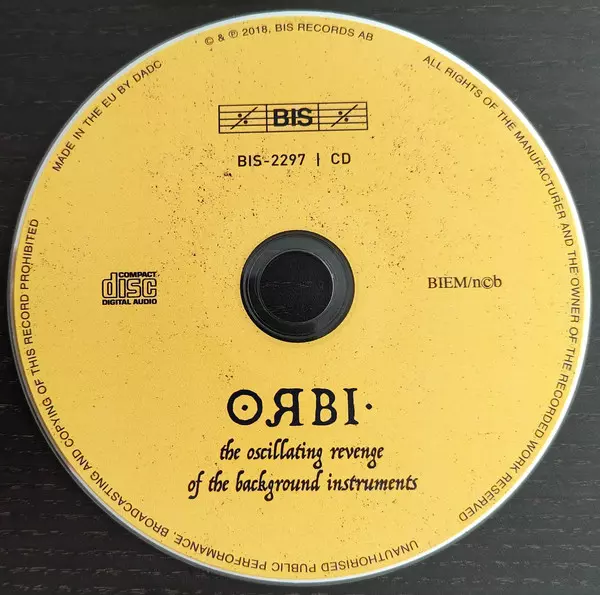 © & ℗ 2018, BIS RECORDS AB
ALL RIGHTS OF THE MANUFACTURER AND THE OWNER OF THE RECORDED WORK RESERVED
UNAUTHORISED PUBLIC PERFORMANCE, BROADCASTING AND COPYING OF THIS RECORD PROHIBITED
MADE IN THE EU BY DADC
BIS
BIS-2297 | CD
COMPACT
disc
DIGITAL AUDIO
BIEM/n©b
OЯBI·
the oscillating revenge
of the background instruments